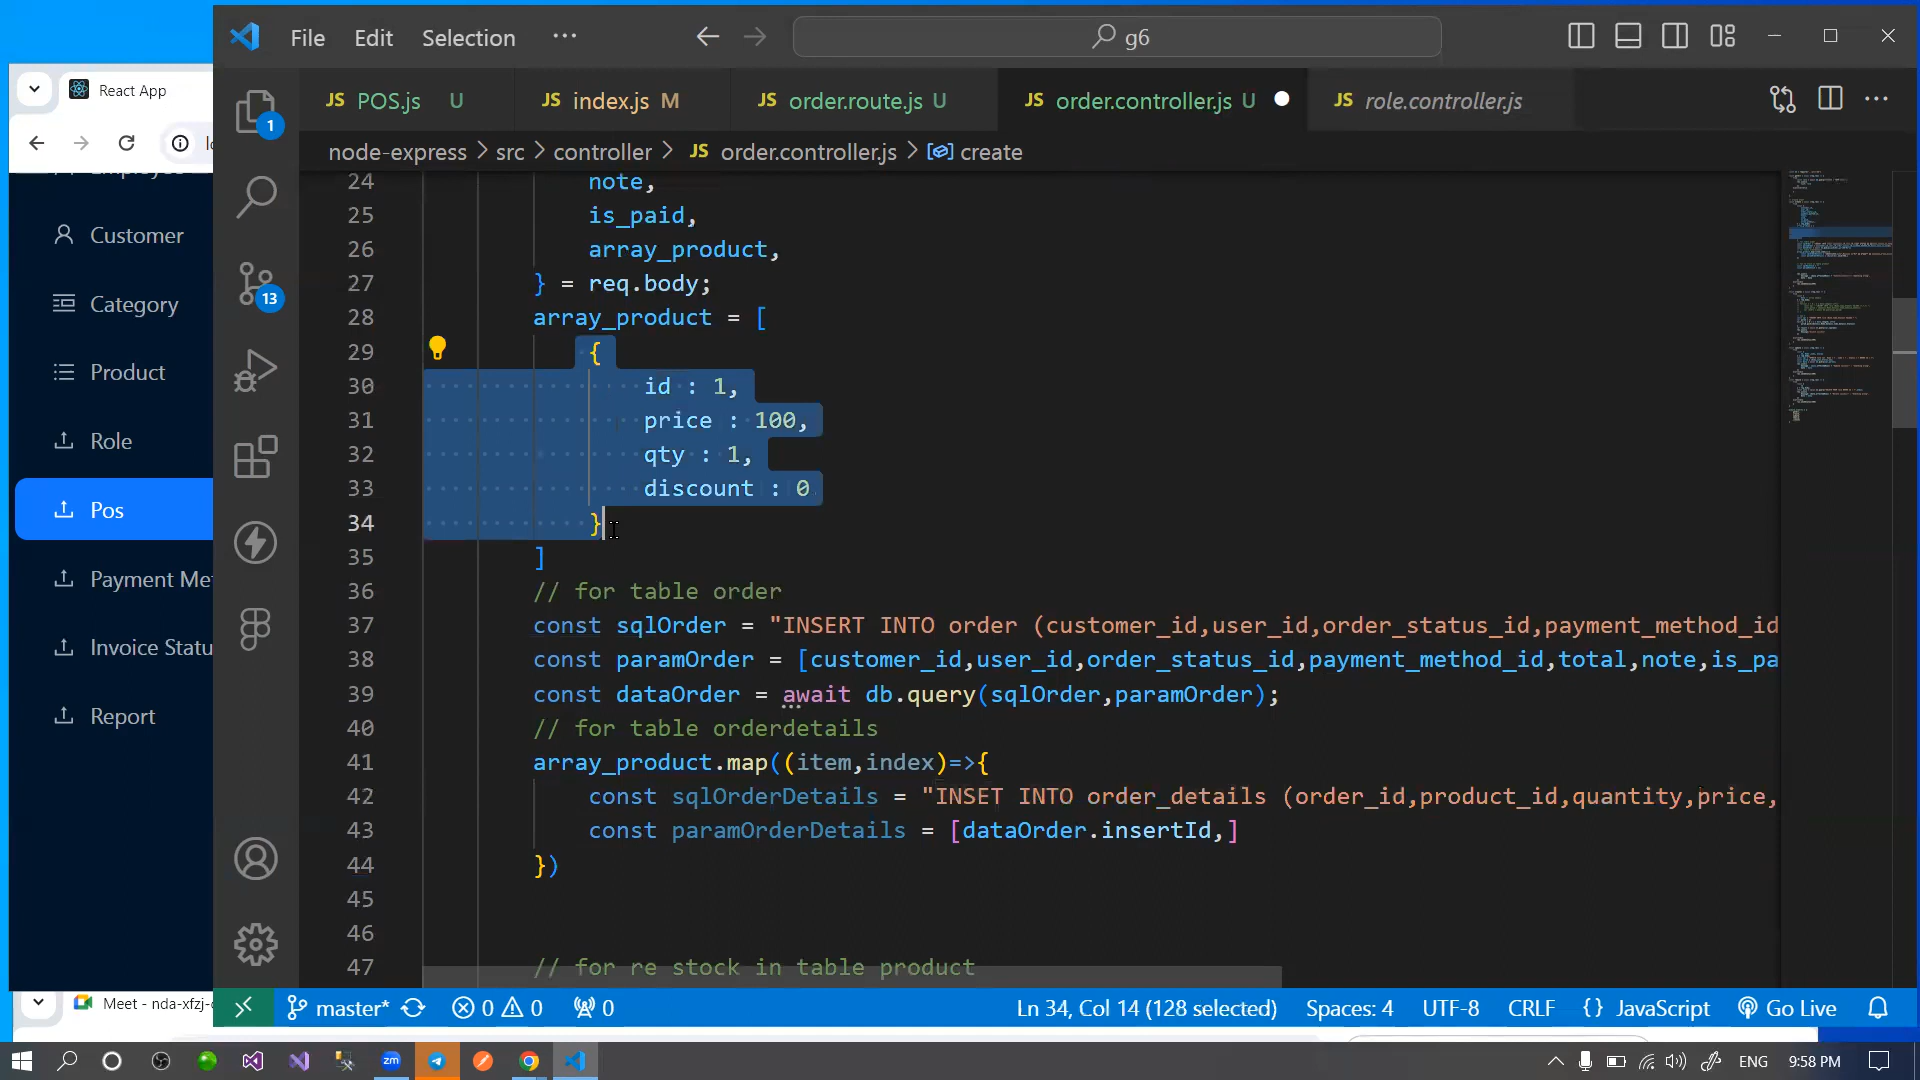 File Edit Selection ··· g6
React App
JS POS.js U JS index.js M JS order.route.js U JS order.controller.js U JS role.controller.js
node-express > src > controller > JS order.controller.js > create
1
13
Customer
Category
Product
Role
Pos
Payment Me
Invoice Statu
Report
24 note,
25 is_paid,
26 array_product,
27 } = req.body;
28 array_product = [
29 {
30 id : 1,
31 price : 100,
32 qty : 1,
33 discount : 0
34 }
35 ]
36 // for table order
37 const sqlOrder = "INSERT INTO order (customer_id,user_id,order_status_id,payment_method_id
38 const paramOrder = [customer_id,user_id,order_status_id,payment_method_id,total,note,is_pa
39 const dataOrder = await db.query(sqlOrder,paramOrder);
40 // for table orderdetails
41 array_product.map((item,index)=>{
42 const sqlOrderDetails = "INSET INTO order_details (order_id,product_id,quantity,price,
43 const paramOrderDetails = [dataOrder.insertId,]
44 })
45
46
47 // for re stock in table product
Meet - nda-xfzj-
master* 0 0 0 Ln 34, Col 14 (128 selected) Spaces: 4 UTF-8 CRLF {} JavaScript Go Live
zm ENG 9:58 PM